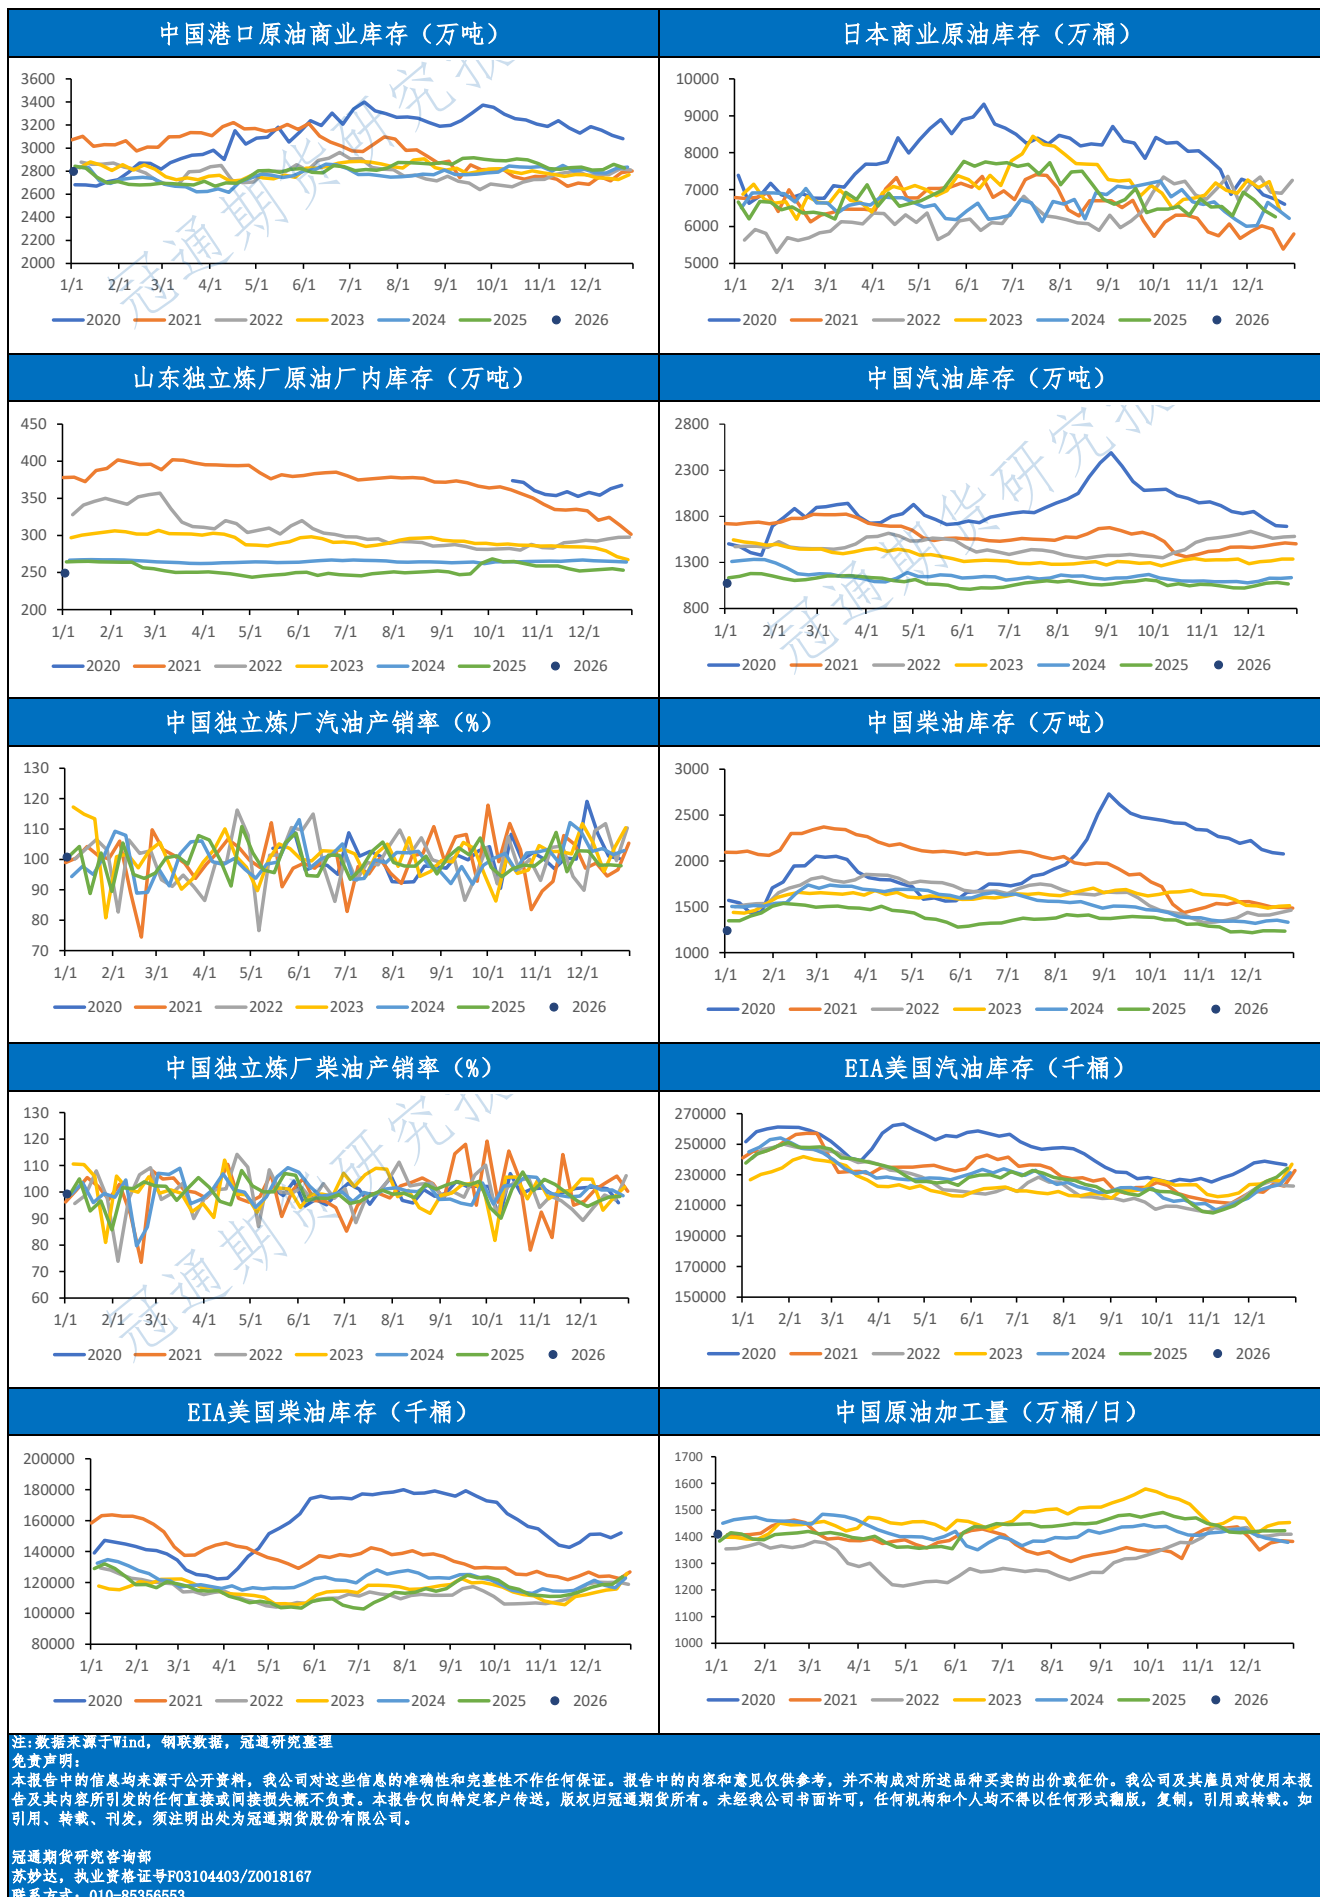 中国港口原油商业库存（万吨）
3600
3400
3200
3000
2800
2600
2400
2200
2000
1/1 2/1 3/1 4/1 5/1 6/1 7/1 8/1 9/1 10/1 11/1 12/1
2020 2021 2022 2023 2024 2025 2026
日本商业原油库存（万桶）
10000
9000
8000
7000
6000
5000
1/1 2/1 3/1 4/1 5/1 6/1 7/1 8/1 9/1 10/1 11/1 12/1
2020 2021 2022 2023 2024 2025 2026
山东独立炼厂原油厂内库存（万吨）
450
400
350
300
250
200
1/1 2/1 3/1 4/1 5/1 6/1 7/1 8/1 9/1 10/1 11/1 12/1
2020 2021 2022 2023 2024 2025 2026
中国汽油库存（万吨）
2800
2300
1800
1300
800
1/1 2/1 3/1 4/1 5/1 6/1 7/1 8/1 9/1 10/1 11/1 12/1
2020 2021 2022 2023 2024 2025 2026
中国独立炼厂汽油产销率（%）
130
120
110
100
90
80
70
1/1 2/1 3/1 4/1 5/1 6/1 7/1 8/1 9/1 10/1 11/1 12/1
2020 2021 2022 2023 2024 2025 2026
中国柴油库存（万吨）
3000
2500
2000
1500
1000
1/1 2/1 3/1 4/1 5/1 6/1 7/1 8/1 9/1 10/1 11/1 12/1
2020 2021 2022 2023 2024 2025 2026
中国独立炼厂柴油产销率（%）
130
120
110
100
90
80
70
60
1/1 2/1 3/1 4/1 5/1 6/1 7/1 8/1 9/1 10/1 11/1 12/1
2020 2021 2022 2023 2024 2025 2026
EIA美国汽油库存（千桶）
270000
250000
230000
210000
190000
170000
150000
1/1 2/1 3/1 4/1 5/1 6/1 7/1 8/1 9/1 10/1 11/1 12/1
2020 2021 2022 2023 2024 2025 2026
EIA美国柴油库存（千桶）
200000
180000
160000
140000
120000
100000
80000
1/1 2/1 3/1 4/1 5/1 6/1 7/1 8/1 9/1 10/1 11/1 12/1
2020 2021 2022 2023 2024 2025 2026
中国原油加工量（万桶/日）
1700
1600
1500
1400
1300
1200
1100
1000
1/1 2/1 3/1 4/1 5/1 6/1 7/1 8/1 9/1 10/1 11/1 12/1
2020 2021 2022 2023 2024 2025 2026
冠通期货研究报
冠通期货研究报
冠通期货研究报
注:数据来源于Wind，钢联数据，冠通研究整理
免责声明：
本报告中的信息均来源于公开资料，我公司对这些信息的准确性和完整性不作任何保证。报告中的内容和意见仅供参考，并不构成对所述品种买卖的出价或征价。我公司及其雇员对使用本报
告及其内容所引发的任何直接或间接损失概不负责。本报告仅向特定客户传送，版权归冠通期货所有。未经我公司书面许可，任何机构和个人均不得以任何形式翻版，复制，引用或转载。如
引用、转载、刊发，须注明出处为冠通期货股份有限公司。
冠通期货研究咨询部
苏妙达，执业资格证号F03104403/Z0018167
联系方式：010-85356553